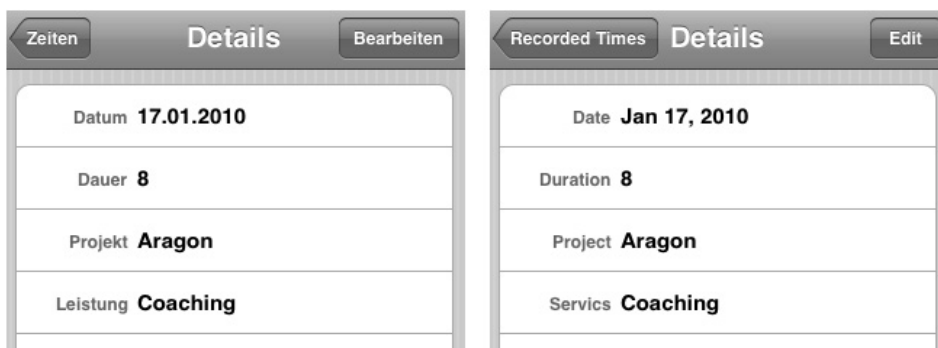 Zeiten Details Bearbeiten
Datum 17.01.2010
Dauer 8
Projekt Aragon
Leistung Coaching
Recorded Times Details Edit
Date Jan 17, 2010
Duration 8
Project Aragon
Servics Coaching